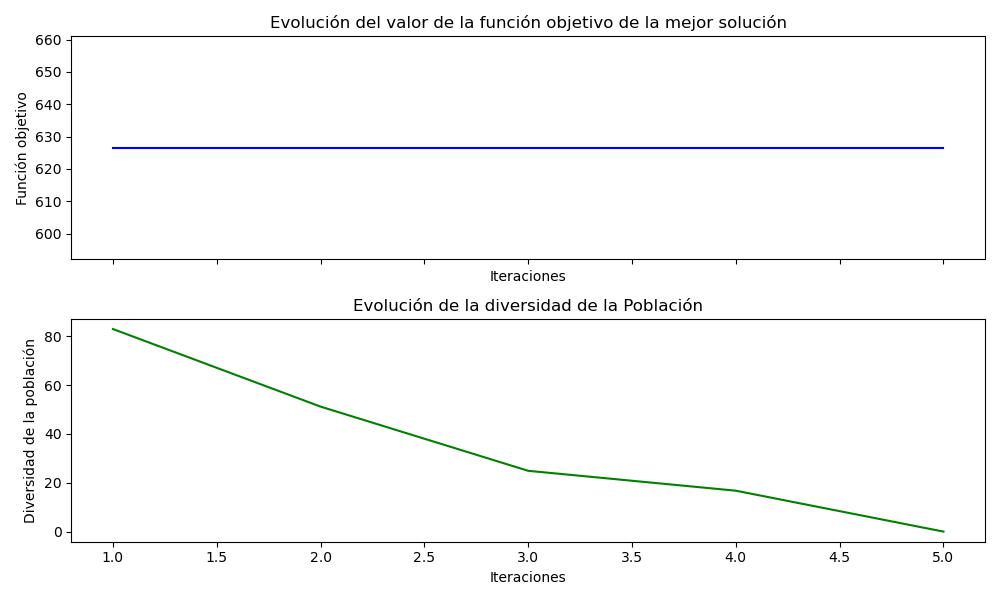 Evolución del valor de la función objetivo de la mejor solución
Función objetivo
660
650
640
630
620
610
600
Iteraciones
Evolución de la diversidad de la Población
Diversidad de la población
80
60
40
20
0
1.0 1.5 2.0 2.5 3.0 3.5 4.0 4.5 5.0
Iteraciones